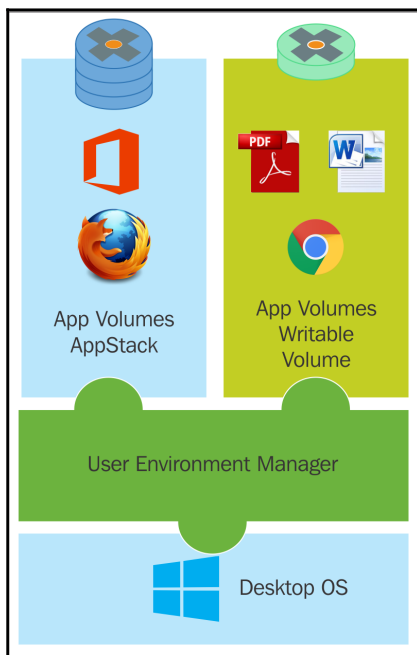 PDF
W
App Volumes
AppStack
App Volumes
Writable
Volume
User Environment Manager
Desktop OS